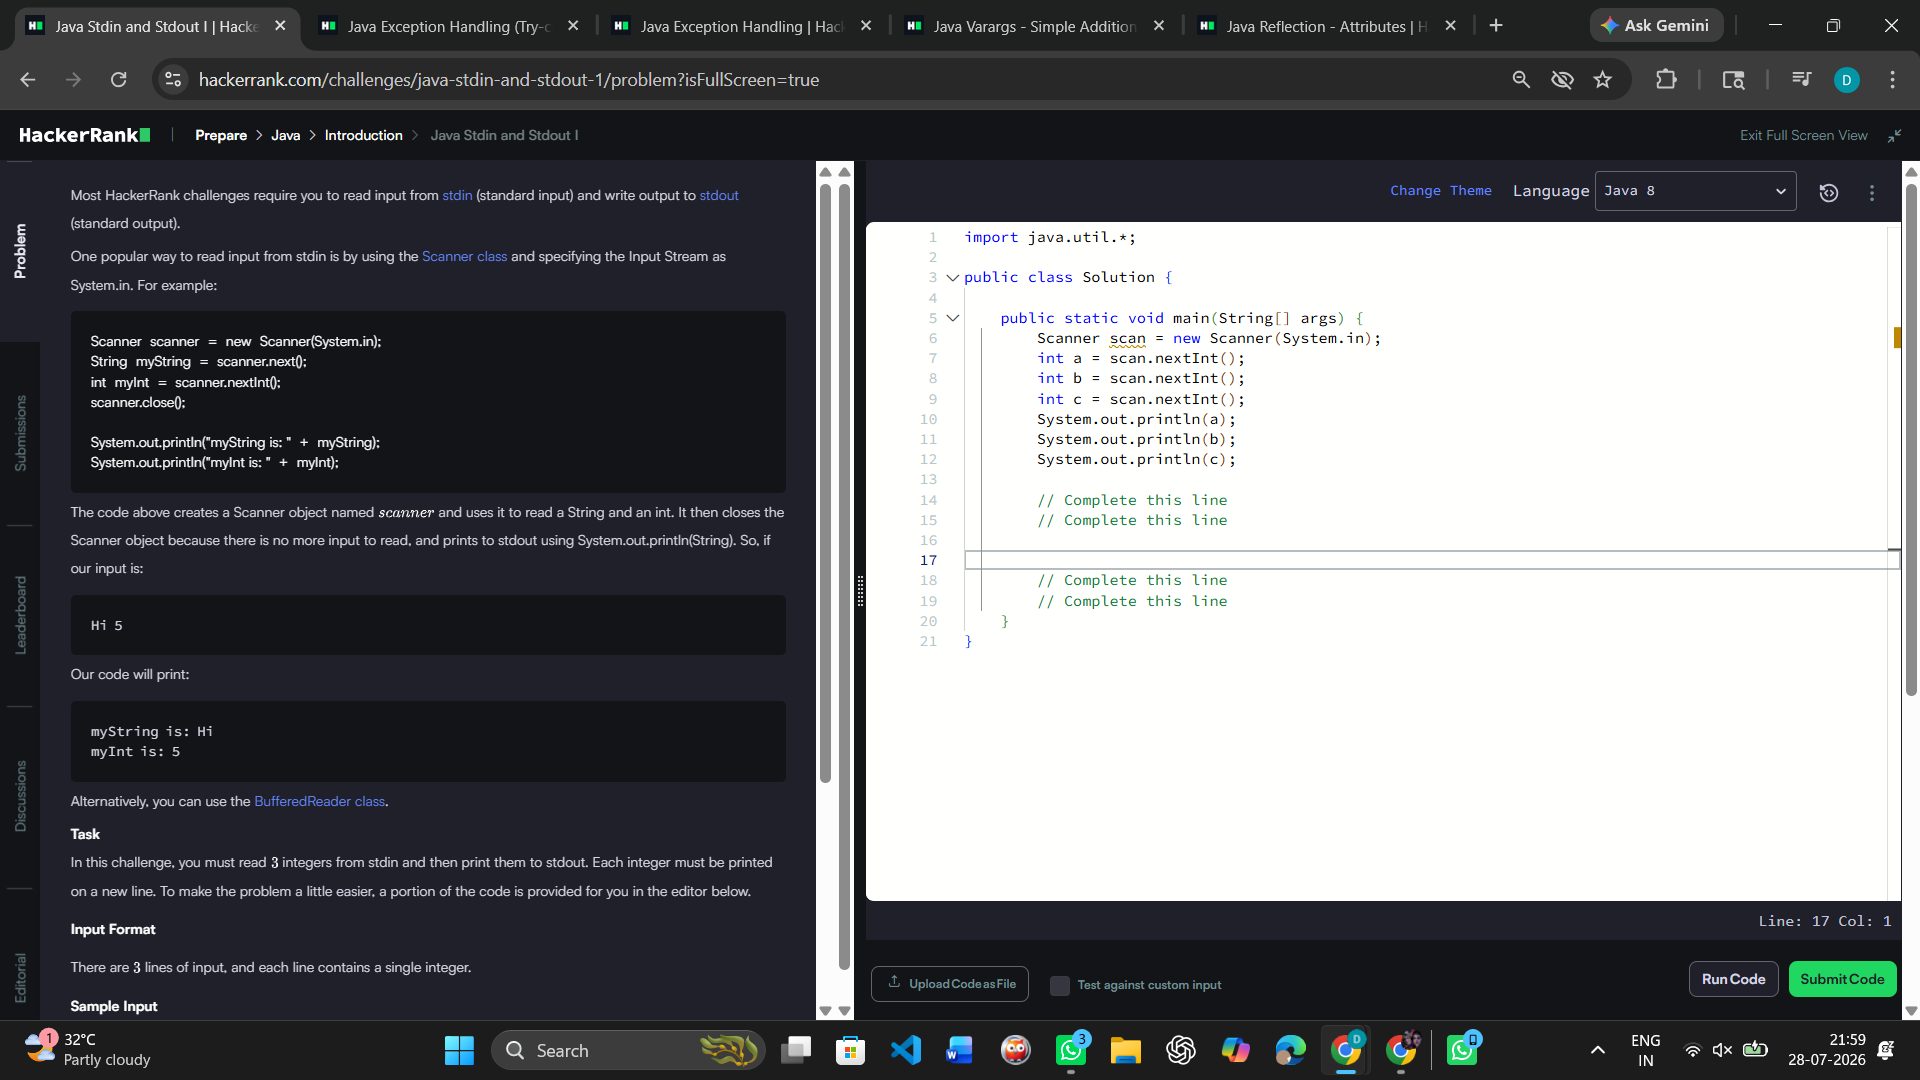 Java Stdin and Stdout I | Hacke
Java Exception Handling (Try-c
Java Exception Handling | Hac
Java Varargs - Simple Addition
Java Reflection - Attributes | H
Ask Gemini
hackerrank.com/challenges/java-stdin-and-stdout-1/problem?isFullScreen=true
D
HackerRank
Prepare > Java > Introduction > Java Stdin and Stdout I
Exit Full Screen View
Problem
Submissions
Leaderboard
Discussions
Editorial
Most HackerRank challenges require you to read input from stdin (standard input) and write output to stdout
(standard output).
One popular way to read input from stdin is by using the Scanner class and specifying the Input Stream as
System.in. For example:
Scanner scanner = new Scanner(System.in);
String myString = scanner.next();
int myInt = scanner.nextInt();
scanner.close();
System.out.println("myString is: " + myString);
System.out.println("myInt is: " + myInt);
The code above creates a Scanner object named scanner and uses it to read a String and an int. It then closes the
Scanner object because there is no more input to read, and prints to stdout using System.out.println(String). So, if
our input is:
Hi 5
Our code will print:
myString is: Hi
myInt is: 5
Alternatively, you can use the BufferedReader class.
Task
In this challenge, you must read 3 integers from stdin and then print them to stdout. Each integer must be printed
on a new line. To make the problem a little easier, a portion of the code is provided for you in the editor below.
Input Format
There are 3 lines of input, and each line contains a single integer.
Sample Input
Change Theme Language Java 8
1 import java.util.*;
2
3 public class Solution {
4
5 public static void main(String[] args) {
6 Scanner scan = new Scanner(System.in);
7 int a = scan.nextInt();
8 int b = scan.nextInt();
9 int c = scan.nextInt();
10 System.out.println(a);
11 System.out.println(b);
12 System.out.println(c);
13
14 // Complete this line
15 // Complete this line
16
17
18 // Complete this line
19 // Complete this line
20 }
21 }
Line: 17 Col: 1
Upload Code as File
Test against custom input
Run Code
Submit Code
1
32°C
Partly cloudy
Search
3
D
ENG
IN
21:59
28-07-2026